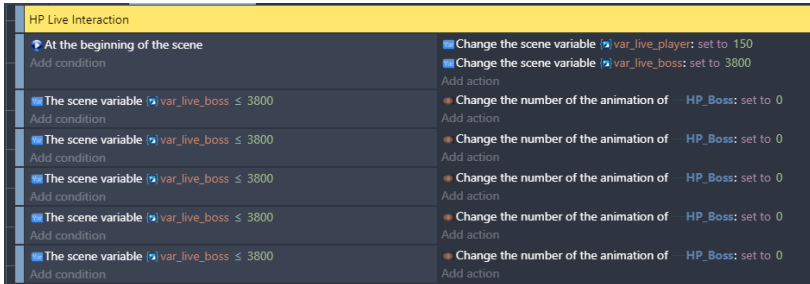 HP Live Interaction
At the beginning of the scene
Add condition
Change the scene variable var_live_player: set to 150
Change the scene variable var_live_boss: set to 3800
Add action
The scene variable var_live_boss ≤ 3800
Add condition
Change the number of the animation of HP_Boss: set to 0
Add action
The scene variable var_live_boss ≤ 3800
Add condition
Change the number of the animation of HP_Boss: set to 0
Add action
The scene variable var_live_boss ≤ 3800
Add condition
Change the number of the animation of HP_Boss: set to 0
Add action
The scene variable var_live_boss ≤ 3800
Add condition
Change the number of the animation of HP_Boss: set to 0
Add action
The scene variable var_live_boss ≤ 3800
Add condition
Change the number of the animation of HP_Boss: set to 0
Add action